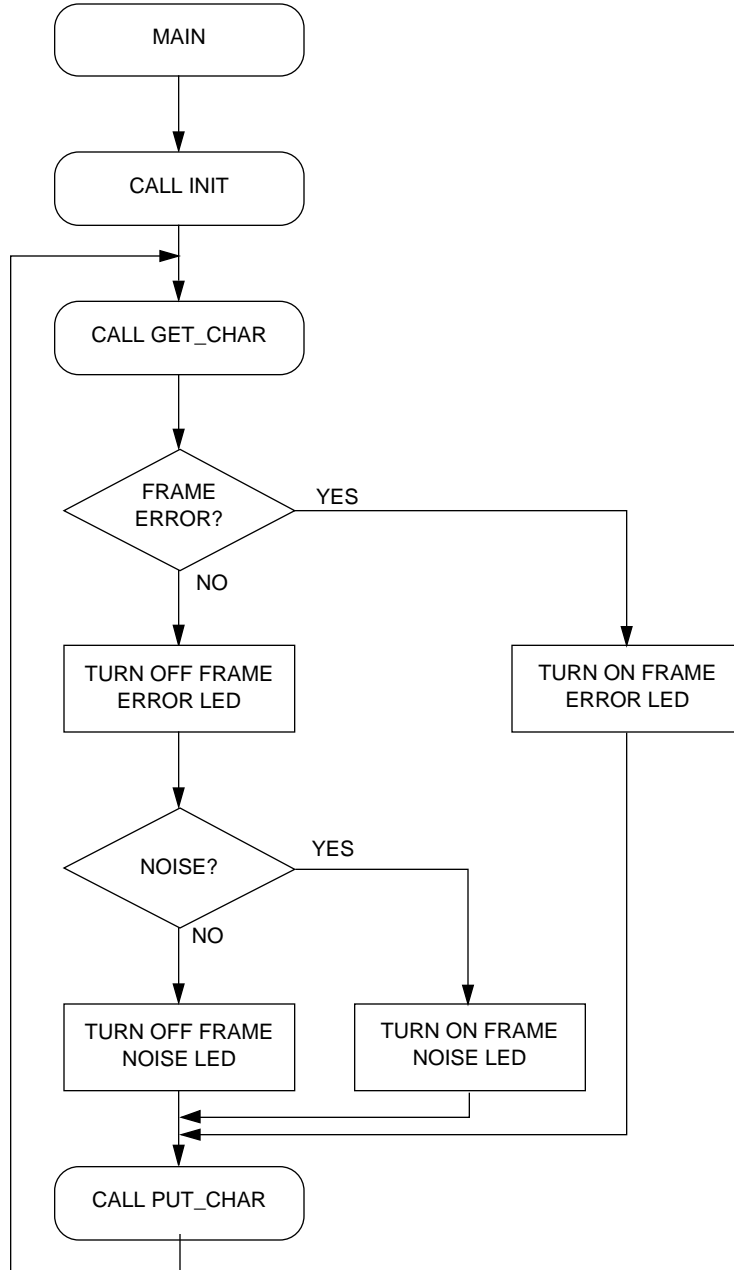 MAIN
CALL INIT
CALL GET_CHAR
FRAME
ERROR?
YES
NO
TURN OFF FRAME
ERROR LED
TURN ON FRAME
ERROR LED
NOISE?
YES
NO
TURN OFF FRAME
NOISE LED
TURN ON FRAME
NOISE LED
CALL PUT_CHAR